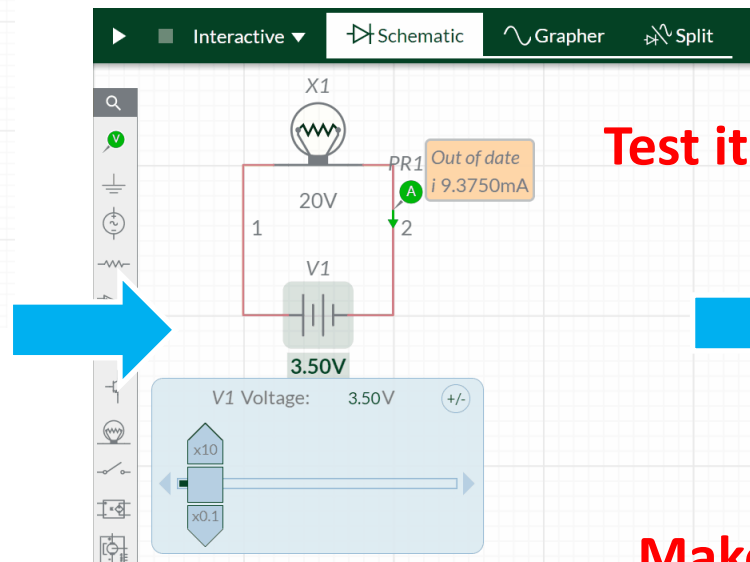 Interactive Schematic Grapher Split
X1
V
Test it
PR1 Out of date
A i 9.3750mA
20V
1 2
V1
3.50V
V1 Voltage: 3.50 V +/-
x10
x0.1